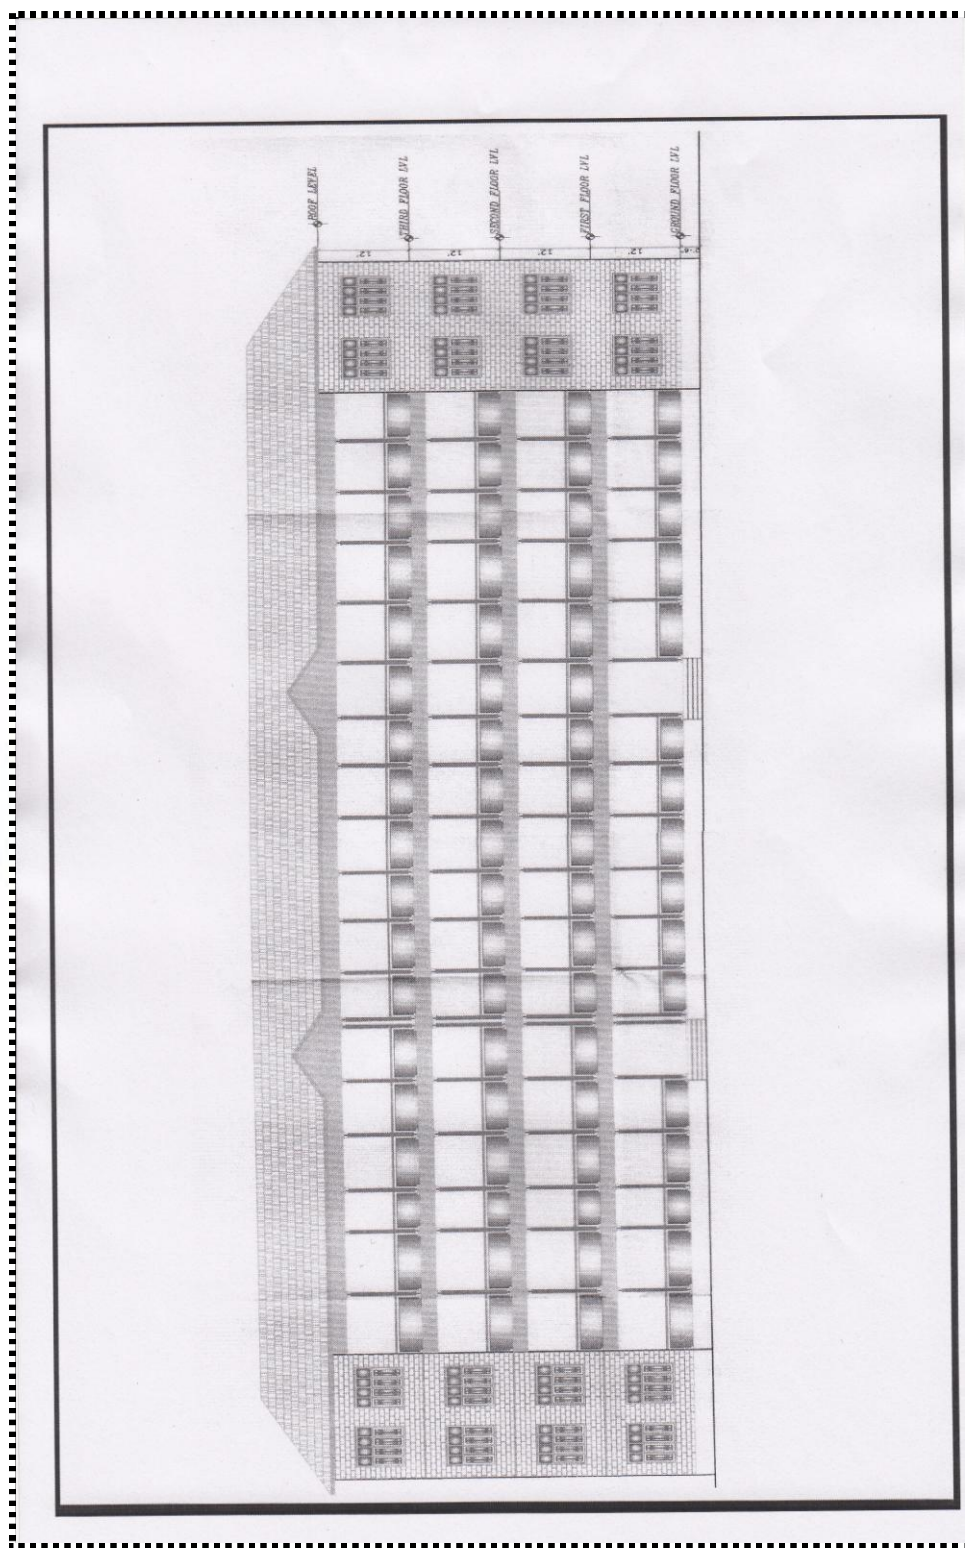 ROOF LEVEL
THIRD FLOOR LVL
SECOND FLOOR LVL
FIRST FLOOR LVL
GROUND FLOOR LVL
12'
12'
12'
12'